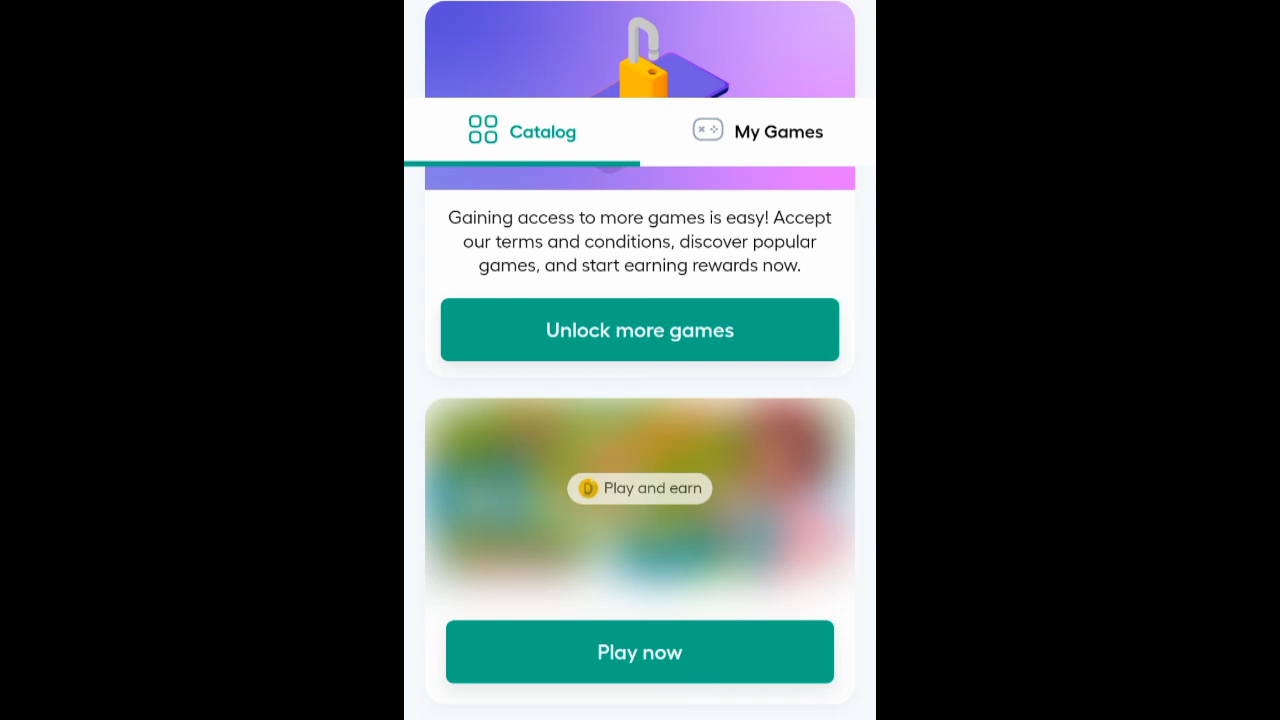 Catalog
My Games
Gaining access to more games is easy! Accept
our terms and conditions, discover popular
games, and start earning rewards now.
Unlock more games
Play and earn
Play now